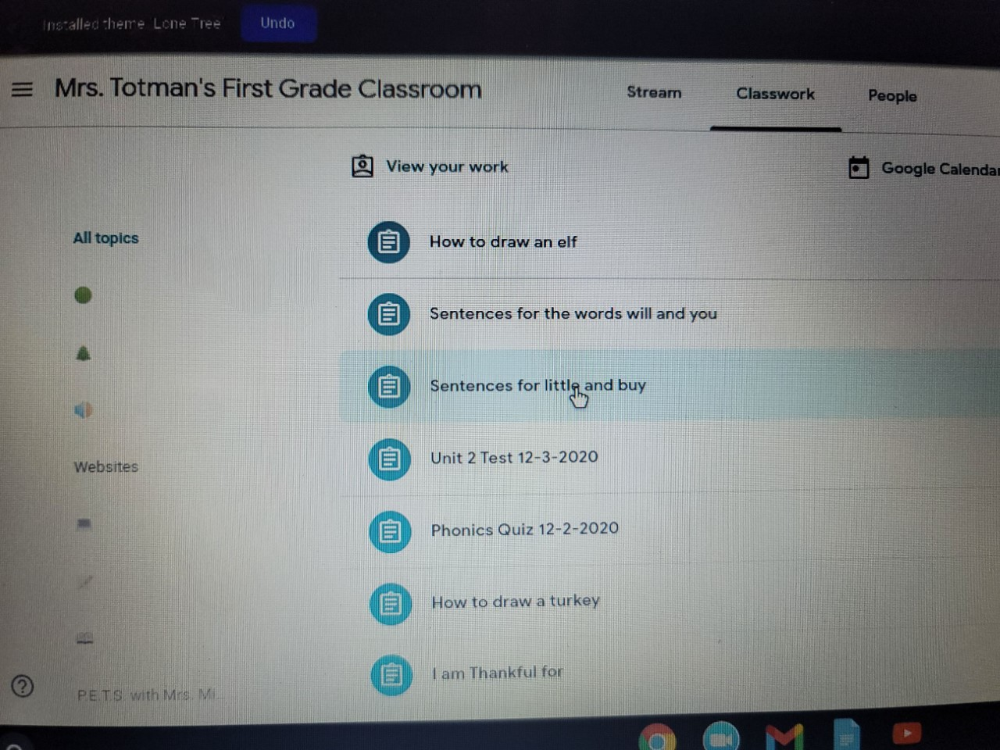 Installed theme Lone Tree
Undo
Mrs. Totman's First Grade Classroom
Stream
Classwork
People
View your work
Google Calendar
All topics
How to draw an elf
Sentences for the words will and you
Sentences for little and buy
Unit 2 Test 12-3-2020
Websites
Phonics Quiz 12-2-2020
How to draw a turkey
I am Thankful for
P.E.T.S. with Mrs. Mi...